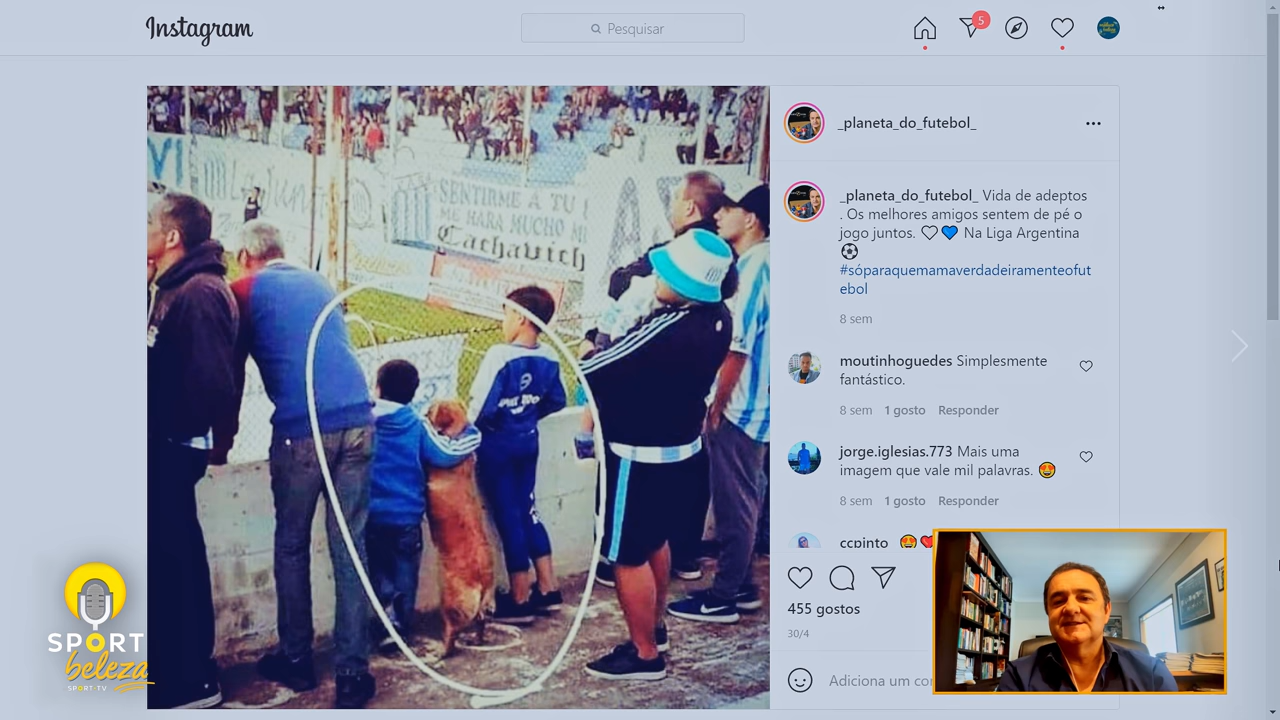 Instagram
Pesquisar
5
_planeta_do_futebol_
_planeta_do_futebol_ Vida de adeptos
. Os melhores amigos sentem de pé o
jogo juntos. 🤍💙 Na Liga Argentina
⚽
#sóparaquemamaverdadeiramentefut
ebol
8 sem
moutinhoguedes Simplesmente
fantástico.
8 sem 1 gosto Responder
jorge.iglesias.773 Mais uma
imagem que vale mil palavras. 🤩
8 sem 1 gosto Responder
ccpinto
455 gostos
30/4
Adiciona um co
SENTIRME A TU
ME HARA MUCHO
Cachavich
SPORT
beleza
SPORT·TV